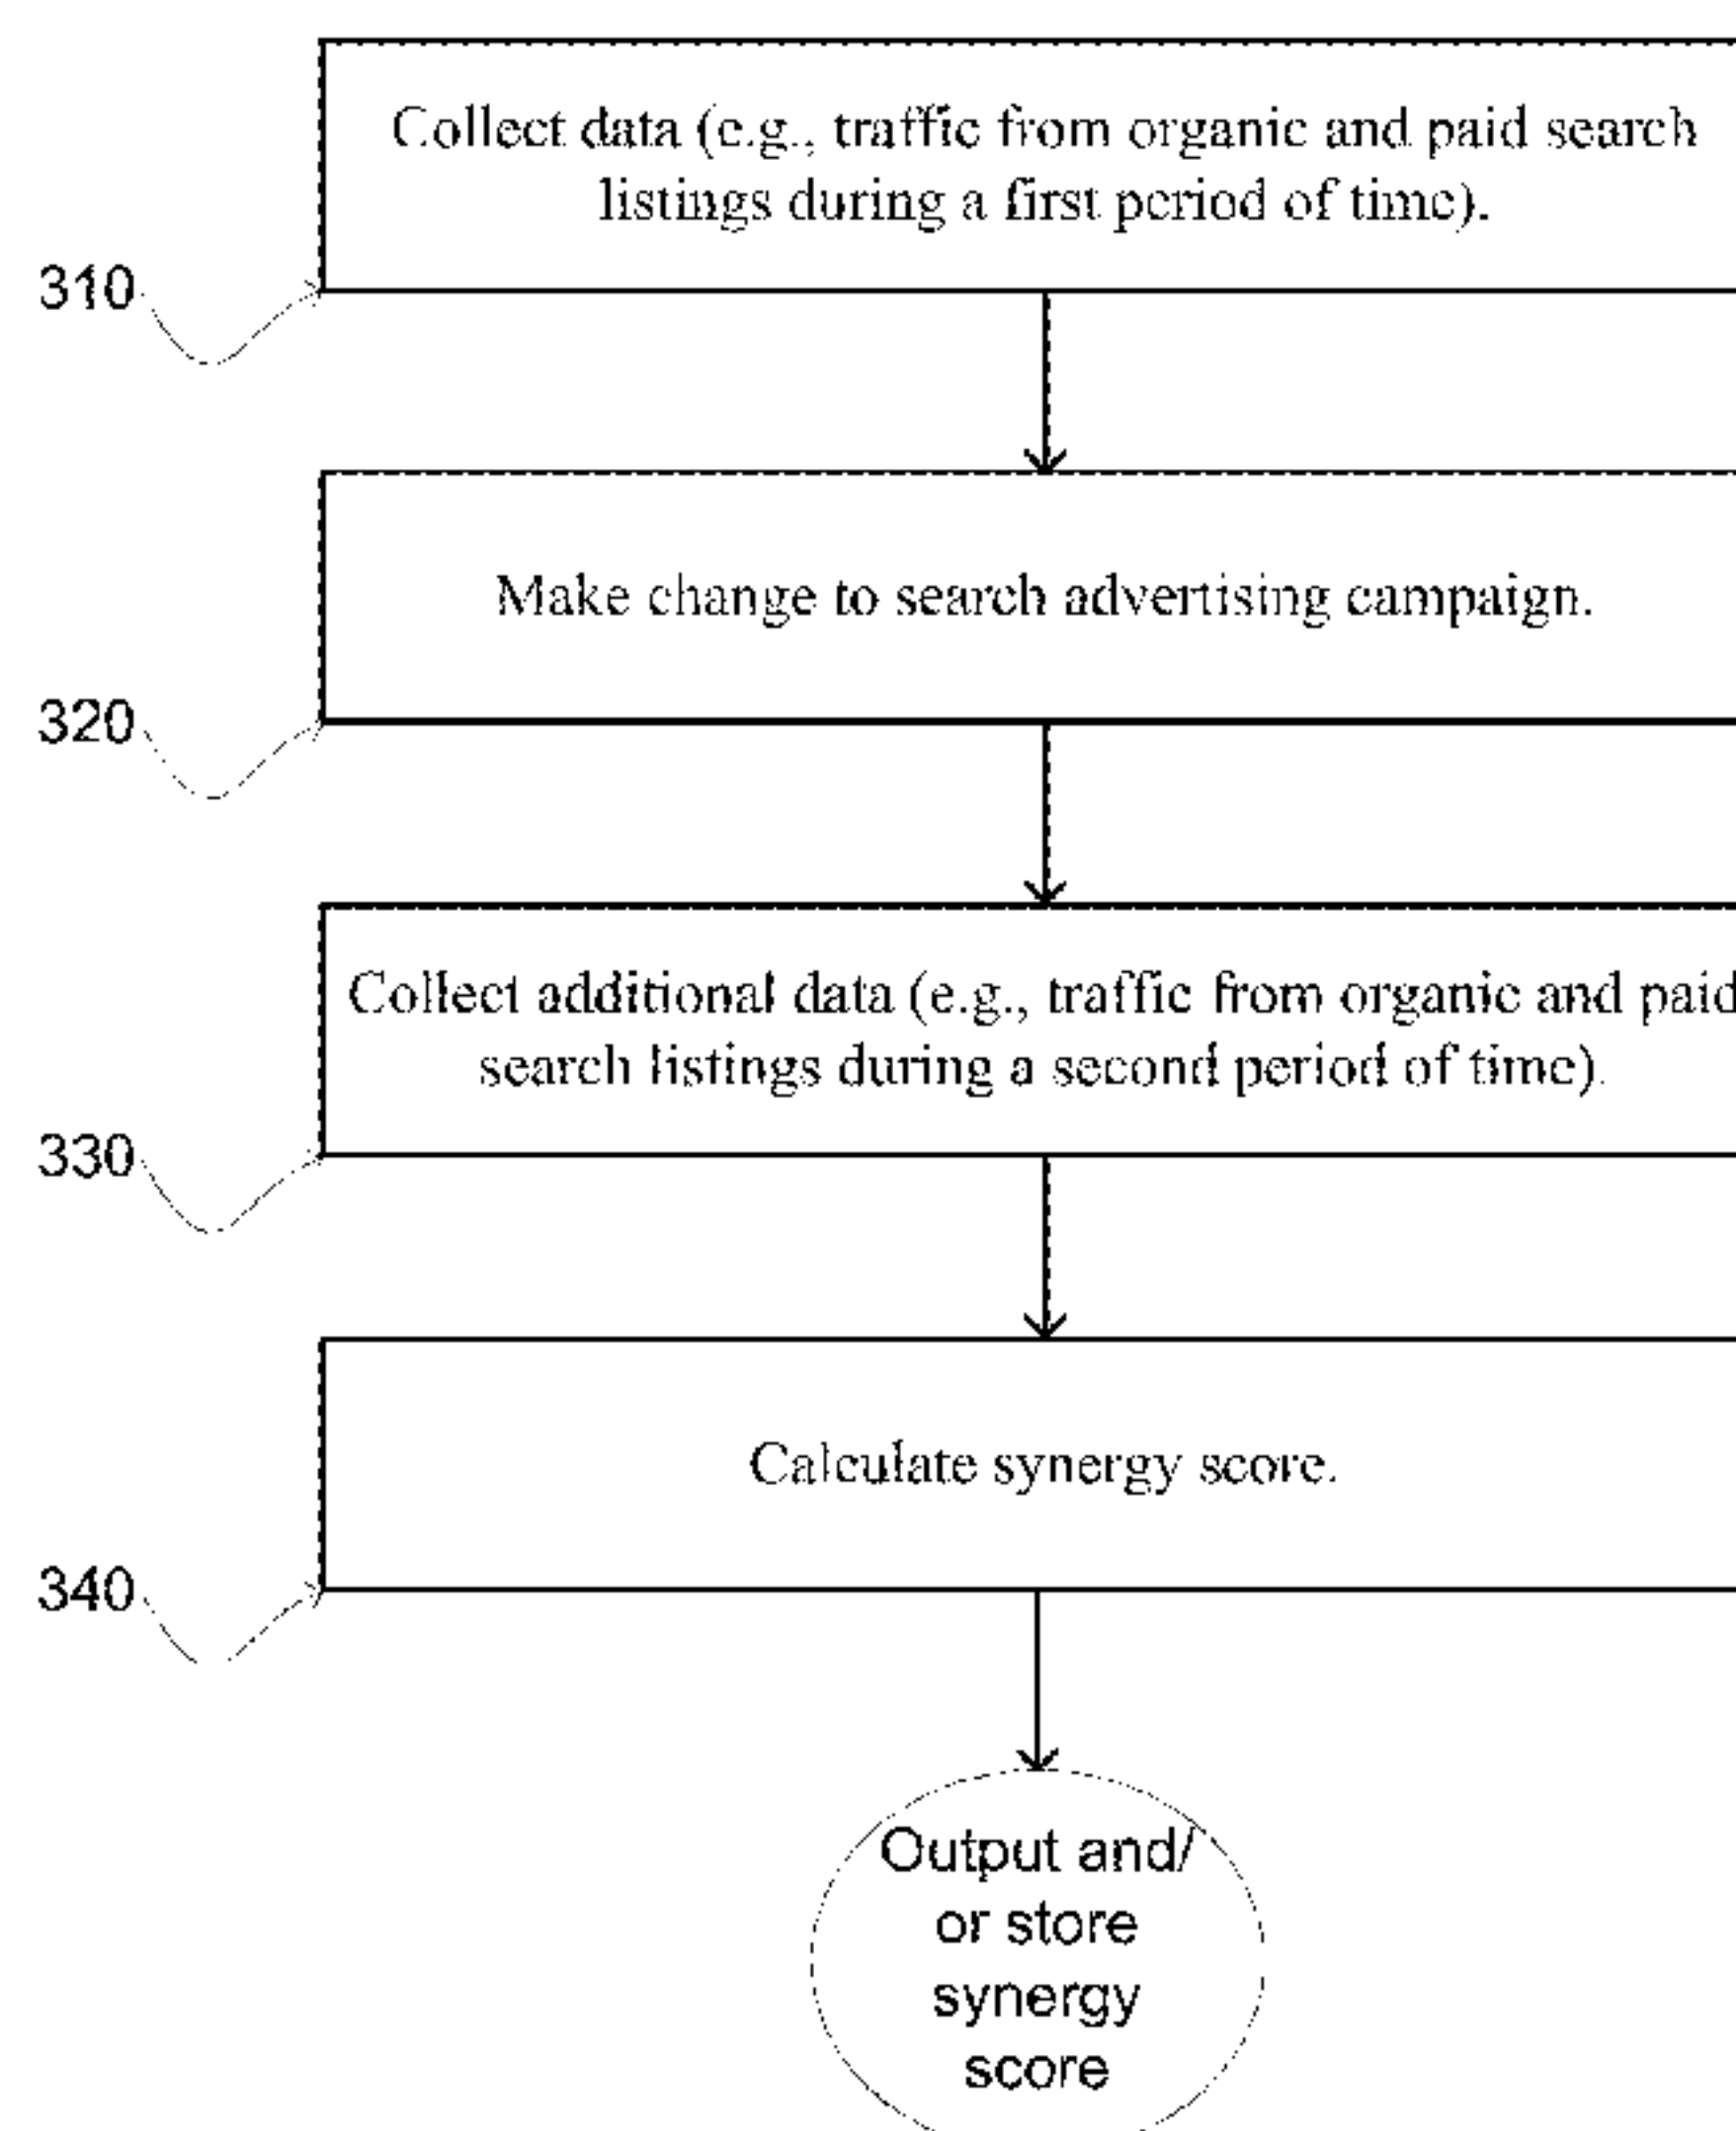 Collect data (e.g., traffic from organic and paid search
listings during a first period of time).
310
Make change to search advertising campaign.
320
Collect additional data (e.g., traffic from organic and paid
search listings during a second period of time).
330
Calculate synergy score.
340
Output and/
or store
synergy
score